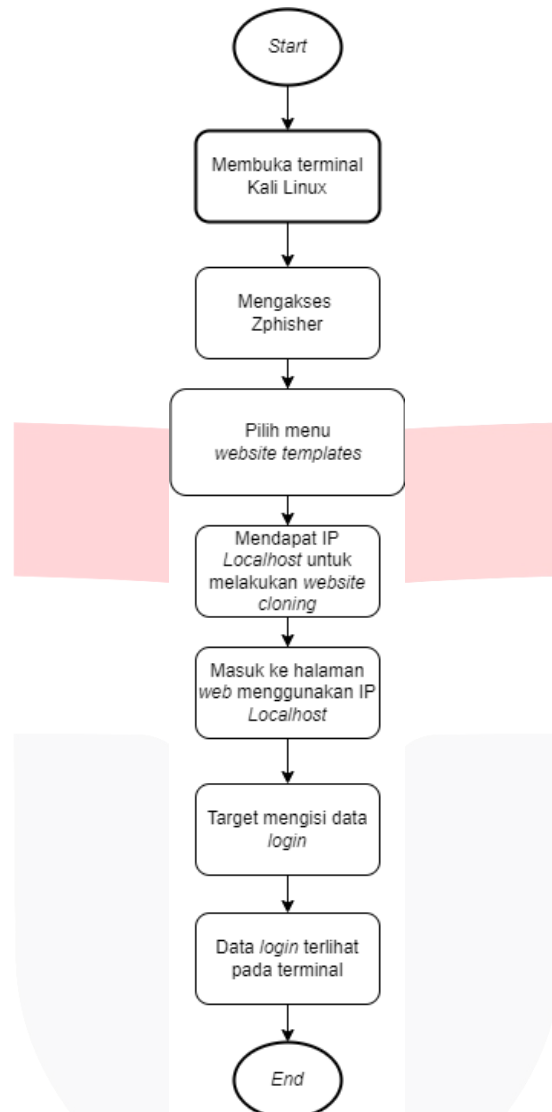 Start
Membuka terminal
Kali Linux
Mengakses
Zphisher
Pilih menu
website templates
Mendapat IP
Localhost untuk
melakukan website
cloning
Masuk ke halaman
web menggunakan IP
Localhost
Target mengisi data
login
Data login terlihat
pada terminal
End